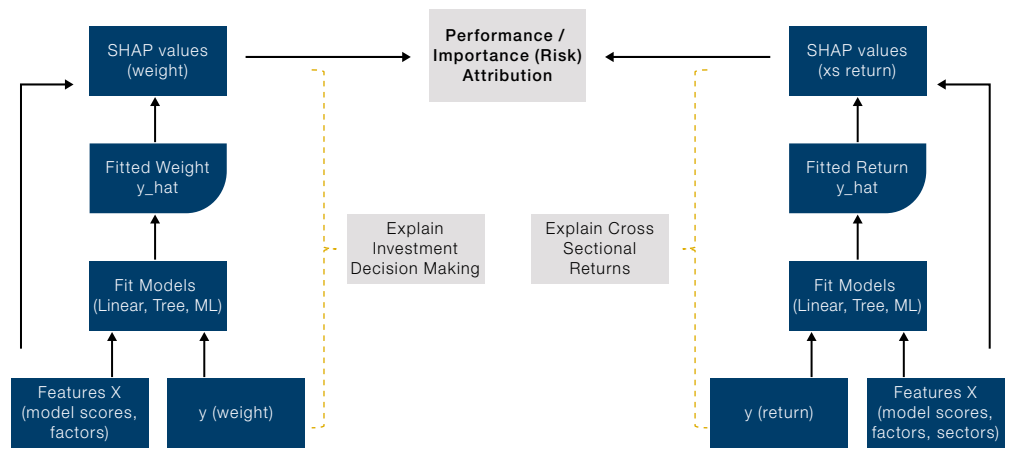 SHAP values
(weight)
Performance /
Importance (Risk)
Attribution
SHAP values
(xs return)
Fitted Weight
y_hat
Fitted Return
y_hat
Explain
Investment
Decision Making
Explain Cross
Sectional
Returns
Fit Models
(Linear, Tree, ML)
Fit Models
(Linear, Tree, ML)
Features X
(model scores,
factors)
y (weight)
y (return)
Features X
(model scores,
factors, sectors)